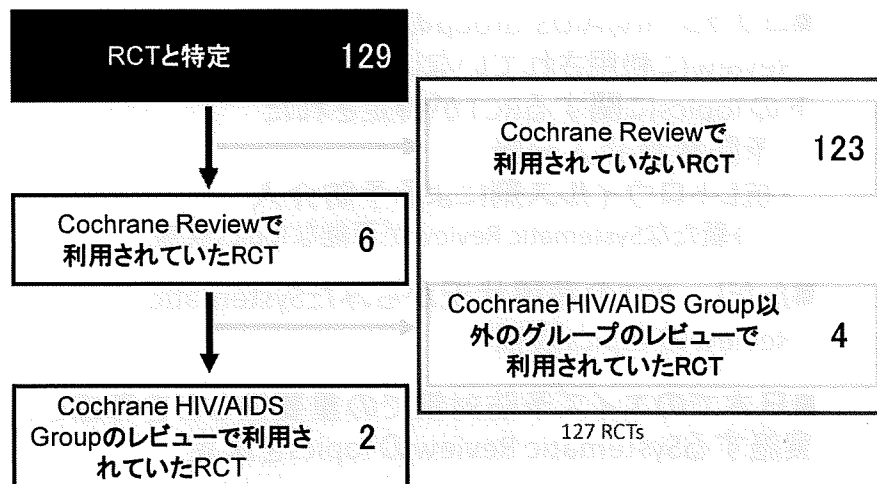 RCTと特定 129
Cochrane Reviewで
利用されていないRCT 123
Cochrane Reviewで
利用されていたRCT 6
Cochrane HIV/AIDS Group以
外のグループのレビューで
利用されていたRCT 4
Cochrane HIV/AIDS
Groupのレビューで利用さ
れていたRCT 2
127 RCTs